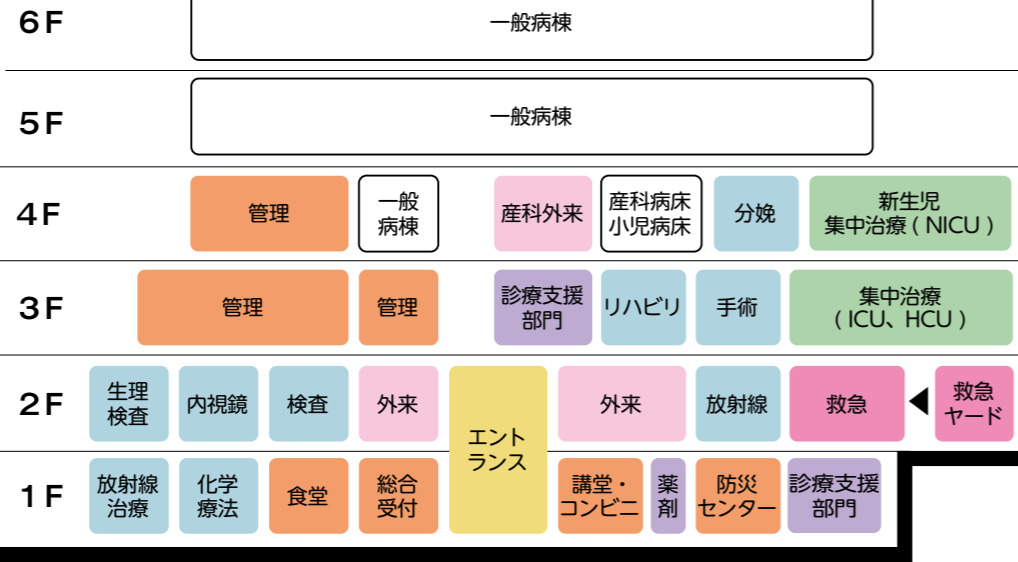 6F
一般病棟
5F
一般病棟
4F
管理
一般
病棟
産科外来
産科病床
小児病床
分娩
新生児
集中治療(NICU)
3F
管理
管理
診療支援
部門
リハビリ
手術
集中治療
(ICU、HCU)
2F
生理
検査
内視鏡
検査
外来
エント
ランス
外来
放射線
救急
救急
ヤード
1F
放射線
治療
化学
療法
食堂
総合
受付
講堂・
コンビニ
薬
剤
防災
センター
診療支援
部門